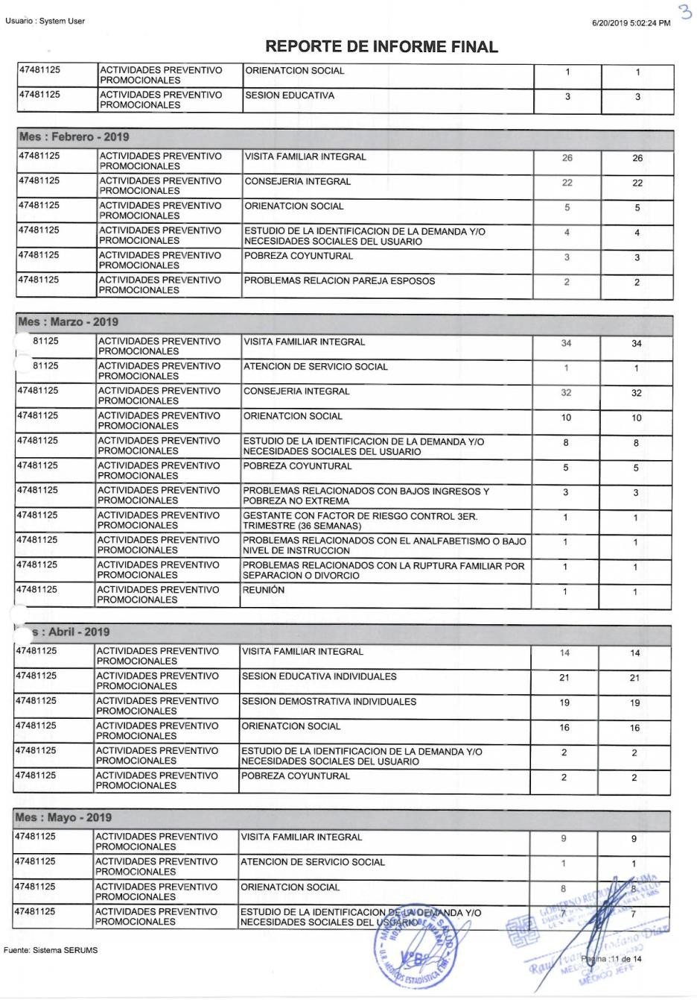 3
Usuario : System User
6/20/2019 5:02:24 PM
REPORTE DE INFORME FINAL
47481125 ACTIVIDADES PREVENTIVO PROMOCIONALES ORIENATCION SOCIAL 1 1
47481125 ACTIVIDADES PREVENTIVO PROMOCIONALES SESION EDUCATIVA 3 3
Mes : Febrero - 2019
47481125 ACTIVIDADES PREVENTIVO PROMOCIONALES VISITA FAMILIAR INTEGRAL 26 26
47481125 ACTIVIDADES PREVENTIVO PROMOCIONALES CONSEJERIA INTEGRAL 22 22
47481125 ACTIVIDADES PREVENTIVO PROMOCIONALES ORIENATCION SOCIAL 5 5
47481125 ACTIVIDADES PREVENTIVO PROMOCIONALES ESTUDIO DE LA IDENTIFICACION DE LA DEMANDA Y/O NECESIDADES SOCIALES DEL USUARIO 4 4
47481125 ACTIVIDADES PREVENTIVO PROMOCIONALES POBREZA COYUNTURAL 3 3
47481125 ACTIVIDADES PREVENTIVO PROMOCIONALES PROBLEMAS RELACION PAREJA ESPOSOS 2 2
Mes : Marzo - 2019
81125 ACTIVIDADES PREVENTIVO PROMOCIONALES VISITA FAMILIAR INTEGRAL 34 34
81125 ACTIVIDADES PREVENTIVO PROMOCIONALES ATENCION DE SERVICIO SOCIAL 1 1
47481125 ACTIVIDADES PREVENTIVO PROMOCIONALES CONSEJERIA INTEGRAL 32 32
47481125 ACTIVIDADES PREVENTIVO PROMOCIONALES ORIENATCION SOCIAL 10 10
47481125 ACTIVIDADES PREVENTIVO PROMOCIONALES ESTUDIO DE LA IDENTIFICACION DE LA DEMANDA Y/O NECESIDADES SOCIALES DEL USUARIO 8 8
47481125 ACTIVIDADES PREVENTIVO PROMOCIONALES POBREZA COYUNTURAL 5 5
47481125 ACTIVIDADES PREVENTIVO PROMOCIONALES PROBLEMAS RELACIONADOS CON BAJOS INGRESOS Y POBREZA NO EXTREMA 3 3
47481125 ACTIVIDADES PREVENTIVO PROMOCIONALES GESTANTE CON FACTOR DE RIESGO CONTROL 3ER. TRIMESTRE (36 SEMANAS) 1 1
47481125 ACTIVIDADES PREVENTIVO PROMOCIONALES PROBLEMAS RELACIONADOS CON EL ANALFABETISMO O BAJO NIVEL DE INSTRUCCION 1 1
47481125 ACTIVIDADES PREVENTIVO PROMOCIONALES PROBLEMAS RELACIONADOS CON LA RUPTURA FAMILIAR POR SEPARACION O DIVORCIO 1 1
47481125 ACTIVIDADES PREVENTIVO PROMOCIONALES REUNIÓN 1 1
s : Abril - 2019
47481125 ACTIVIDADES PREVENTIVO PROMOCIONALES VISITA FAMILIAR INTEGRAL 14 14
47481125 ACTIVIDADES PREVENTIVO PROMOCIONALES SESION EDUCATIVA INDIVIDUALES 21 21
47481125 ACTIVIDADES PREVENTIVO PROMOCIONALES SESION DEMOSTRATIVA INDIVIDUALES 19 19
47481125 ACTIVIDADES PREVENTIVO PROMOCIONALES ORIENATCION SOCIAL 16 16
47481125 ACTIVIDADES PREVENTIVO PROMOCIONALES ESTUDIO DE LA IDENTIFICACION DE LA DEMANDA Y/O NECESIDADES SOCIALES DEL USUARIO 2 2
47481125 ACTIVIDADES PREVENTIVO PROMOCIONALES POBREZA COYUNTURAL 2 2
Mes : Mayo - 2019
47481125 ACTIVIDADES PREVENTIVO PROMOCIONALES VISITA FAMILIAR INTEGRAL 9 9
47481125 ACTIVIDADES PREVENTIVO PROMOCIONALES ATENCION DE SERVICIO SOCIAL 1 1
47481125 ACTIVIDADES PREVENTIVO PROMOCIONALES ORIENATCION SOCIAL 8 8
47481125 ACTIVIDADES PREVENTIVO PROMOCIONALES ESTUDIO DE LA IDENTIFICACION DE LA DEMANDA Y/O NECESIDADES SOCIALES DEL USUARIO 7 7
MINISTERIO SALUD
HOSPITAL DE HUARAL
V°B°
ESTADISTICA E INF.
GOBIERNO REGIONAL DE LIMA
MEDICO JEFE
Fuente: Sistema SERUMS
Pagina :11 de 14